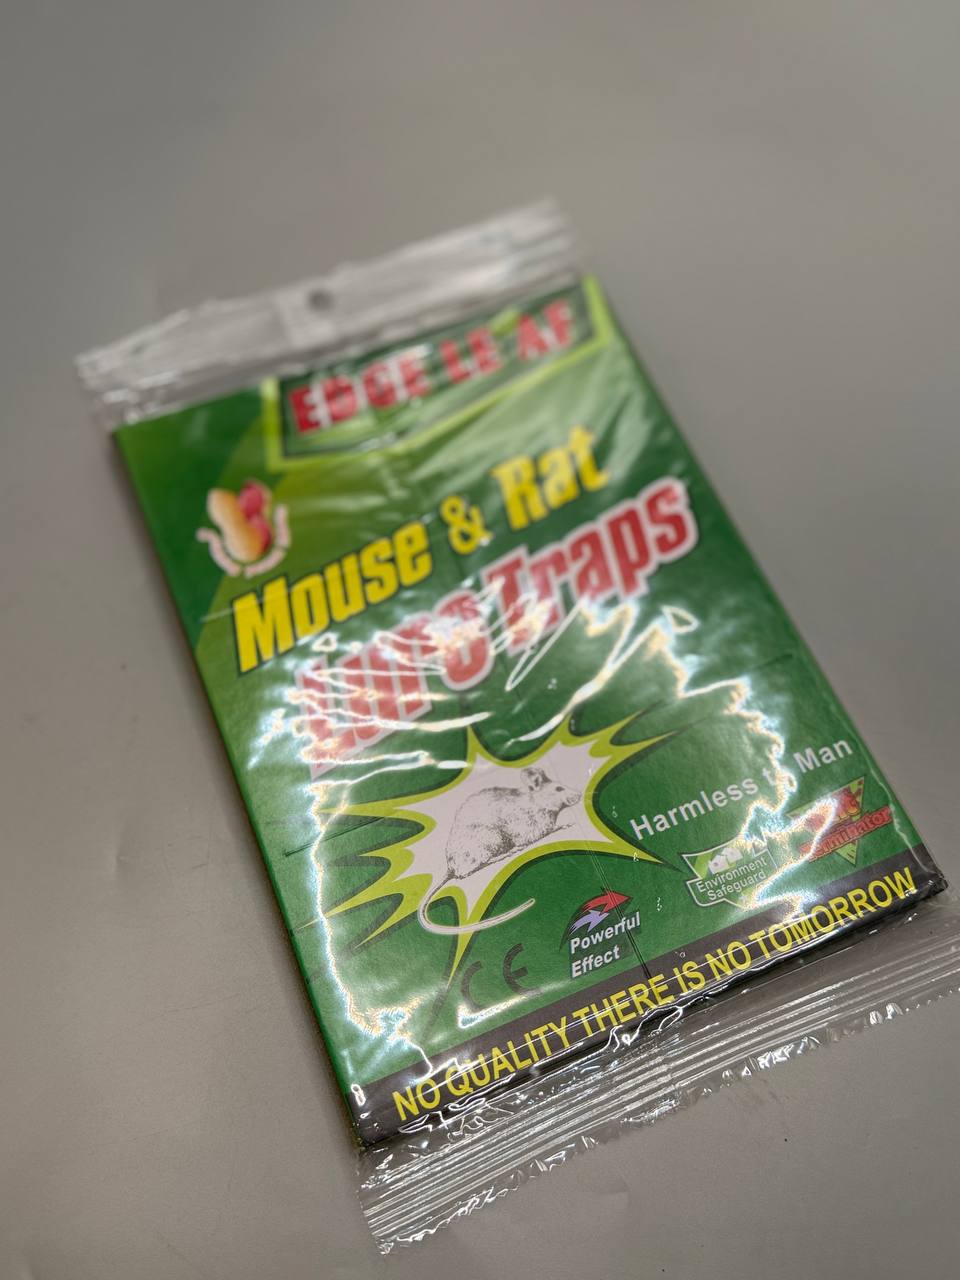 EDGE LEAF
Mouse & Rat
Lure Traps
Harmless to Man
Environment
Safeguard
Powerful
Effect
CE
NO QUALITY THERE IS NO TOMORROW